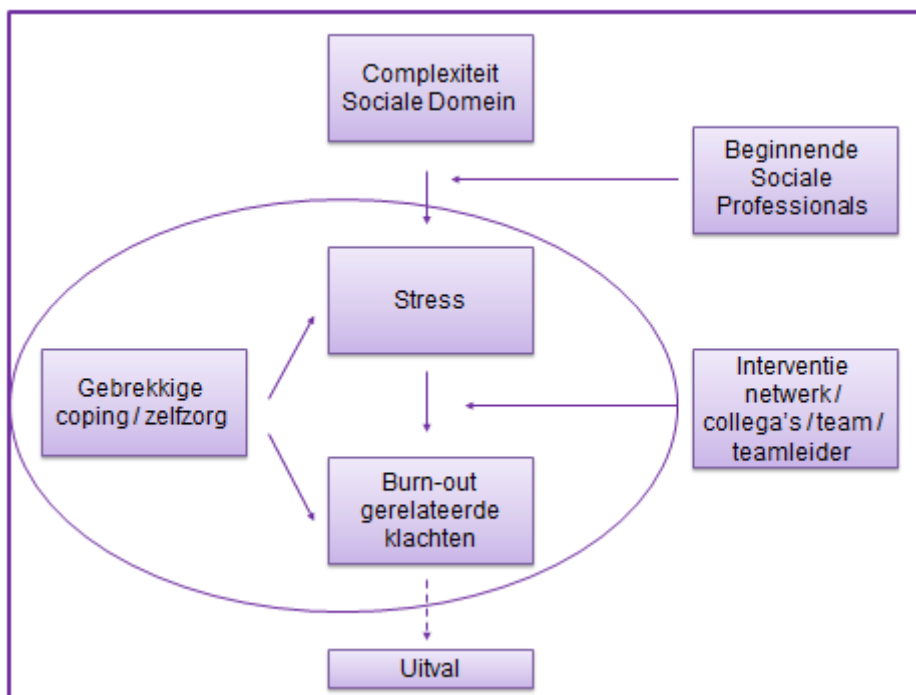 Complexiteit
Sociale Domein
Beginnende
Sociale
Professionals
Stress
Gebrekkige
coping / zelfzorg
Interventie
netwerk /
collega's / team /
teamleider
Burn-out
gerelateerde
klachten
Uitval